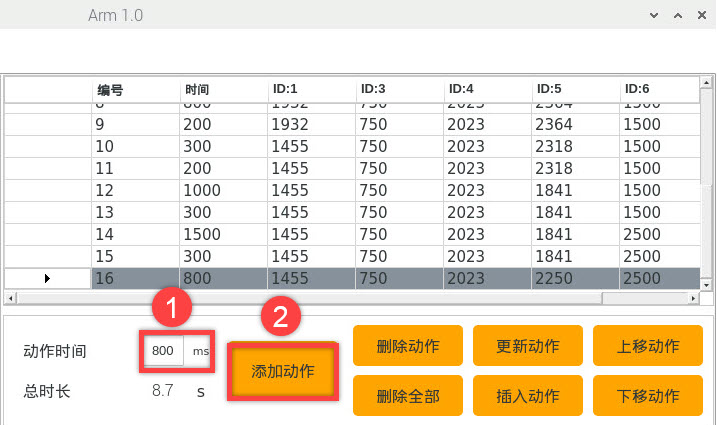 Arm 1.0
编号 时间 ID:1 ID:3 ID:4 ID:5 ID:6
8 800 1932 750 2023 2364 1500
9 200 1932 750 2023 2364 1500
10 300 1455 750 2023 2318 1500
11 200 1455 750 2023 2318 1500
12 1000 1455 750 2023 1841 1500
13 300 1455 750 2023 1841 1500
14 1500 1455 750 2023 1841 2500
15 300 1455 750 2023 1841 2500
16 800 1455 750 2023 2250 2500
1 2
动作时间 800 ms 添加动作 删除动作 更新动作 上移动作
总时长 8.7 s 删除全部 插入动作 下移动作